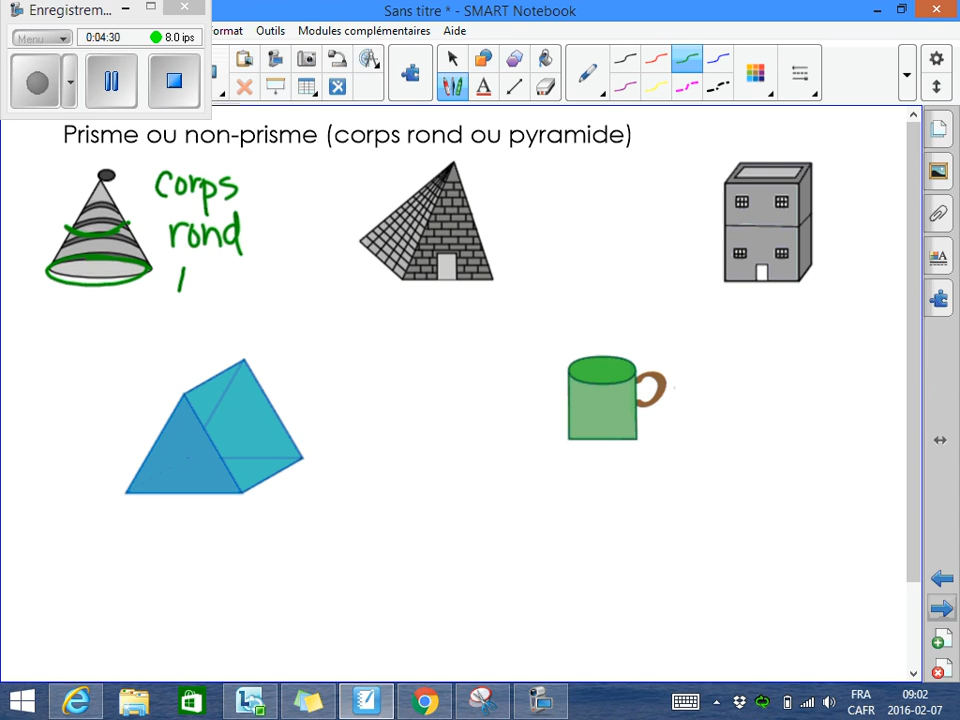 Enregistrem...
Sans titre * - SMART Notebook
Menu
0:04:30
8.0 ips
ormat Outils Modules complémentaires Aide
Prisme ou non-prisme (corps rond ou pyramide)
corps
rond
FRA
CAFR
09:02
2016-02-07